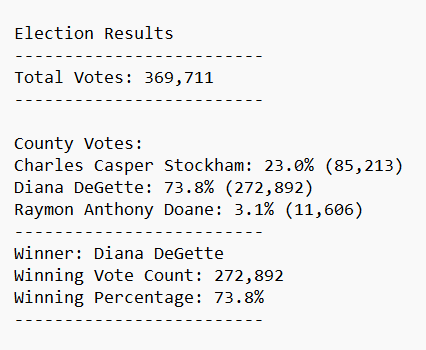 Election Results
-------------------------
Total Votes: 369,711
-------------------------
County Votes:
Charles Casper Stockham: 23.0% (85,213)
Diana DeGette: 73.8% (272,892)
Raymon Anthony Doane: 3.1% (11,606)
-------------------------
Winner: Diana DeGette
Winning Vote Count: 272,892
Winning Percentage: 73.8%
-------------------------